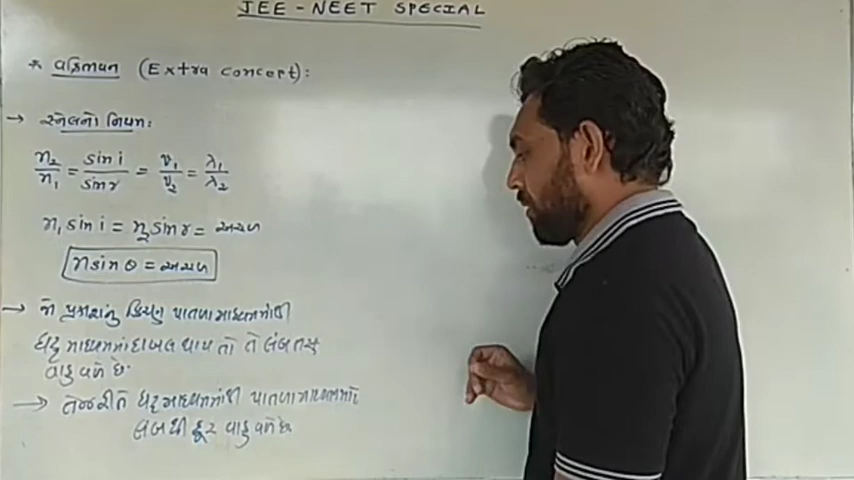 JEE - NEET SPECIAL
* વક્રિભવન (Extra concept):
→ સ્નેલનો નિયમ:
n₂/n₁ = sin i/sin r = v₁/v₂ = λ₁/λ₂
n₁ sin i = n₂ sin r = અચળ
n sin θ = અચળ
→ જો પ્રકાશનું કિરણ પાતળા માધ્યમમાંથી
ઘટ્ટ માધ્યમમાં દાખલ થાય તો તે લંબ તરફ
વાંકુ વળે છે.
→ તેજ રીતે ઘટ્ટ માધ્યમમાંથી પાતળા માધ્યમમાં
લંબથી દૂર વાંકુ વળે છે